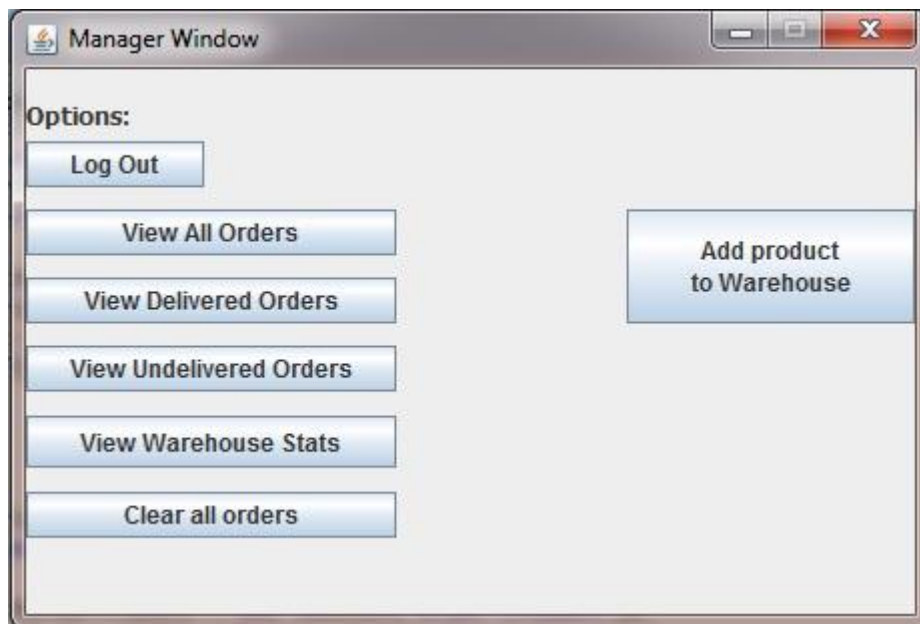 Manager Window
Options:
Log Out
View All Orders
View Delivered Orders
View Undelivered Orders
View Warehouse Stats
Clear all orders
Add product
to Warehouse